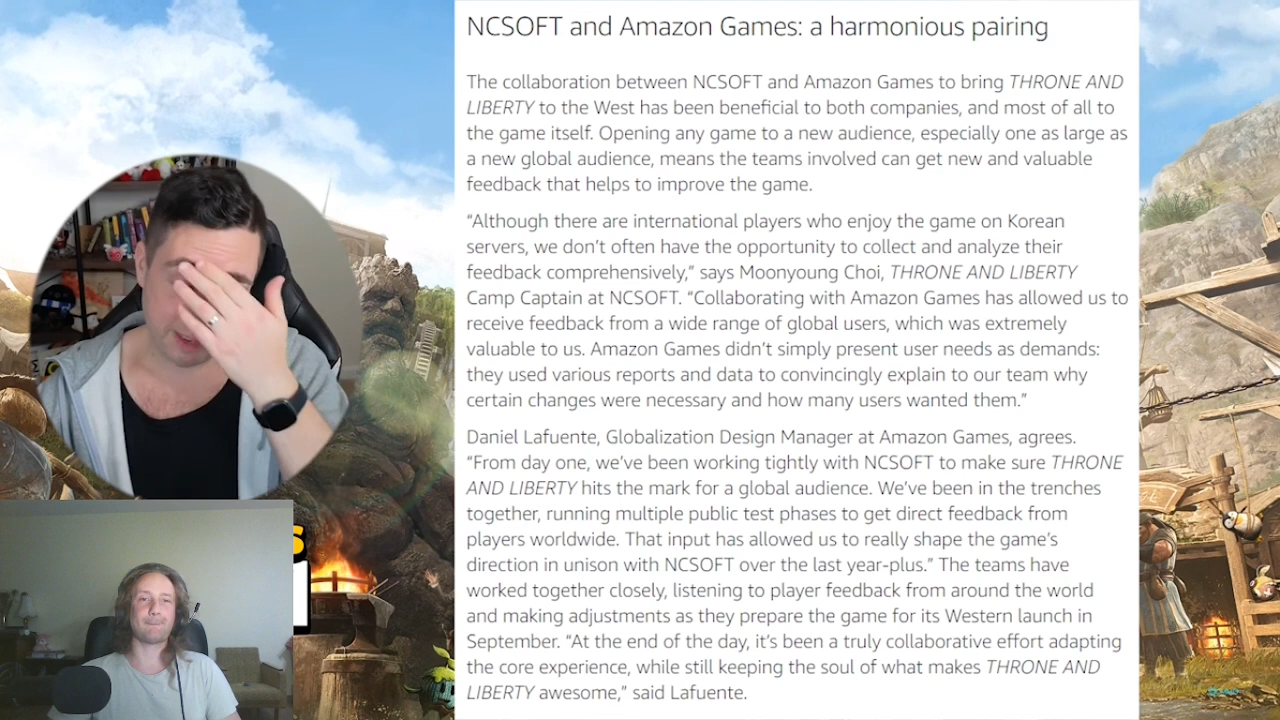 NCSOFT and Amazon Games: a harmonious pairing
The collaboration between NCSOFT and Amazon Games to bring THRONE AND
LIBERTY to the West has been beneficial to both companies, and most of all to
the game itself. Opening any game to a new audience, especially one as large as
a new global audience, means the teams involved can get new and valuable
feedback that helps to improve the game.
“Although there are international players who enjoy the game on Korean
servers, we don’t often have the opportunity to collect and analyze their
feedback comprehensively,” says Moonyoung Choi, THRONE AND LIBERTY
Camp Captain at NCSOFT. “Collaborating with Amazon Games has allowed us to
receive feedback from a wide range of global users, which was extremely
valuable to us. Amazon Games didn’t simply present user needs as demands:
they used various reports and data to convincingly explain to our team why
certain changes were necessary and how many users wanted them.”
Daniel Lafuente, Globalization Design Manager at Amazon Games, agrees.
“From day one, we’ve been working tightly with NCSOFT to make sure THRONE
AND LIBERTY hits the mark for a global audience. We’ve been in the trenches
together, running multiple public test phases to get direct feedback from
players worldwide. That input has allowed us to really shape the game’s
direction in unison with NCSOFT over the last year-plus.” The teams have
worked together closely, listening to player feedback from around the world
and making adjustments as they prepare the game for its Western launch in
September. “At the end of the day, it’s been a truly collaborative effort adapting
the core experience, while still keeping the soul of what makes THRONE AND
LIBERTY awesome,” said Lafuente.
S